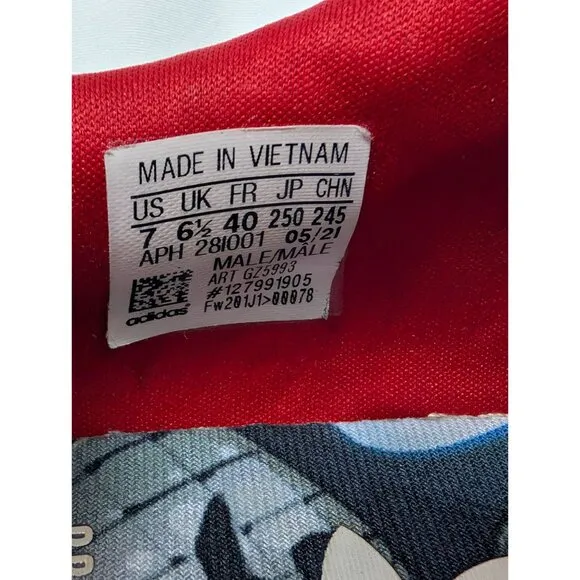 MADE IN VIETNAM
US UK FR JP CHN
7 6½ 40 250 245
APH 28I001 05/21
MALE/MALE
ART GZ5993
#127991905
adidas FW201J1>00078